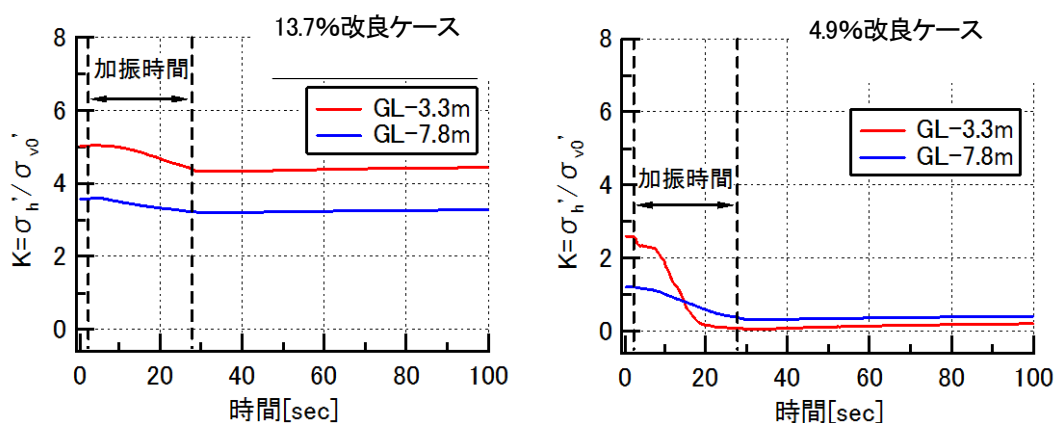 13.7%改良ケース
加振時間
GL-3.3m
GL-7.8m
K=σh'/σv0'
8
6
4
2
0
0 20 40 60 80 100
時間[sec]
4.9%改良ケース
加振時間
GL-3.3m
GL-7.8m
K=σh'/σv0'
8
6
4
2
0
0 20 40 60 80 100
時間[sec]